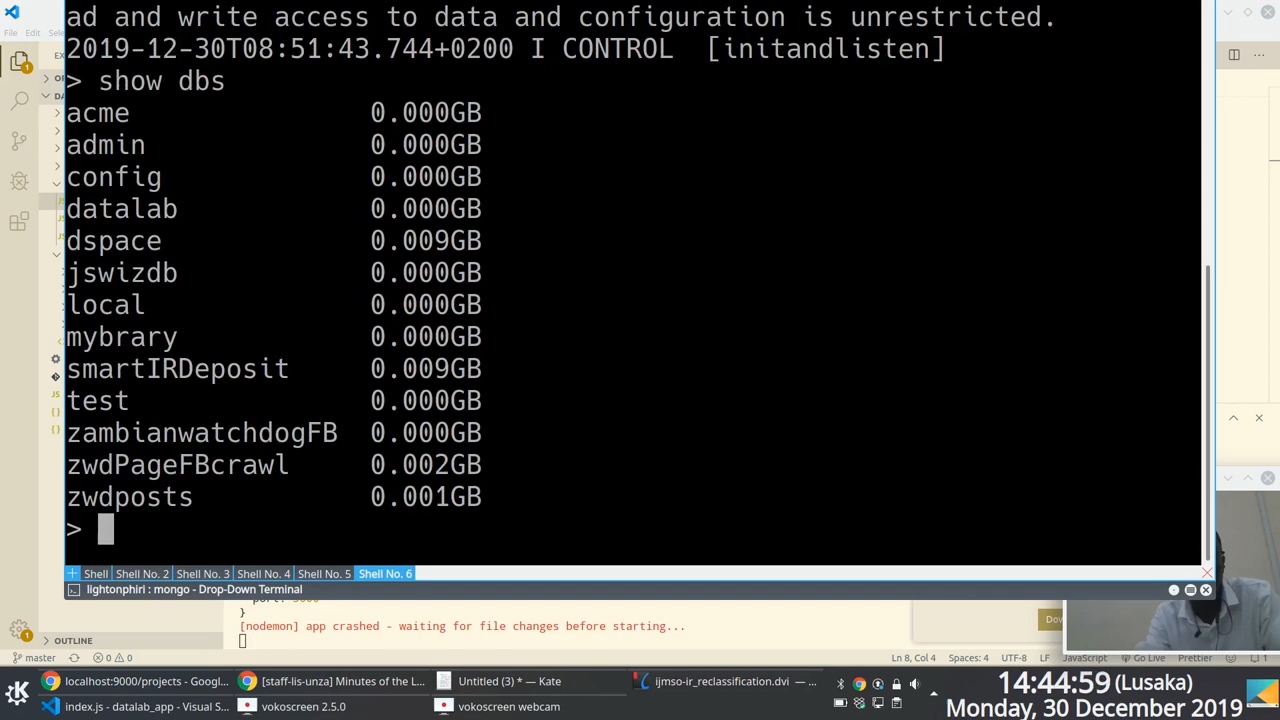 ad and write access to data and configuration is unrestricted.
2019-12-30T08:51:43.744+0200 I CONTROL  [initandlisten]
> show dbs
acme 0.000GB
admin 0.000GB
config 0.000GB
datalab 0.000GB
dspace 0.009GB
jswizdb 0.000GB
local 0.000GB
mybrary 0.000GB
smartIRDeposit 0.009GB
test 0.000GB
zambianwatchdogFB 0.000GB
zwdPageFBcrawl 0.002GB
zwdposts 0.001GB
>
File Edit Sele
Shell Shell No. 2 Shell No. 3 Shell No. 4 Shell No. 5 Shell No. 6
lightonphiri : mongo - Drop-Down Terminal
}
[nodemon] app crashed - waiting for file changes before starting...
OUTLINE
master 0 0 Ln 8, Col 4 Spaces: 4 UTF-8 LF JavaScript Go Live Prettier 1
localhost:9000/projects - Googl... [staff-lis-unza] Minutes of the L... Untitled (3) * — Kate ijmso-ir_reclassification.dvi — ...
index.js - datalab_app - Visual S... vokoscreen 2.5.0 vokoscreen webcam
14:44:59 (Lusaka)
Monday, 30 December 2019